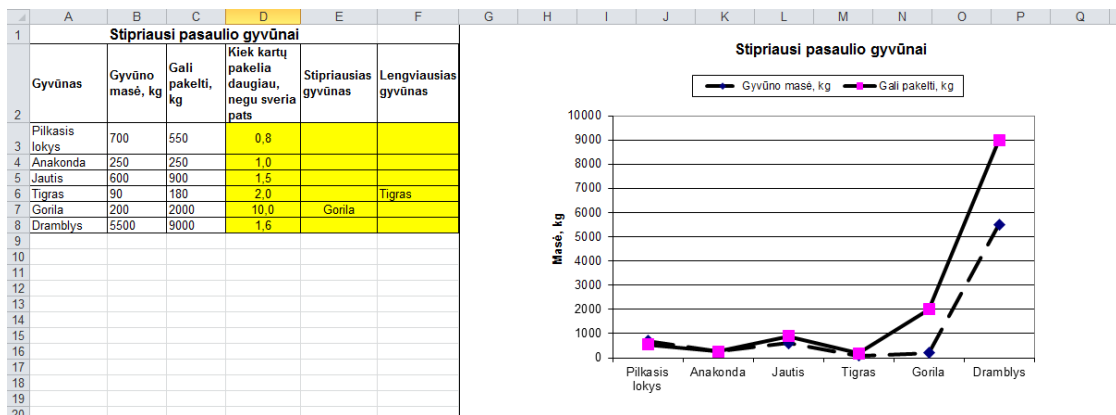 A B C D E F G H I J K L M N O P Q
1 Stipriausi pasaulio gyvūnai
2 Gyvūnas Gyvūno masė, kg Gali pakelti, kg Kiek kartų pakelia daugiau, negu sveria pats Stipriausias gyvūnas Lengviausias gyvūnas
3 Pilkasis lokys 700 550 0,8
4 Anakonda 250 250 1,0
5 Jautis 600 900 1,5
6 Tigras 90 180 2,0 Tigras
7 Gorila 200 2000 10,0 Gorila
8 Dramblys 5500 9000 1,6
9
10
11
12
13
14
15
16
17
18
19
20
Stipriausi pasaulio gyvūnai
Gyvūno masė, kg Gali pakelti, kg
Masė, kg
10000
9000
8000
7000
6000
5000
4000
3000
2000
1000
0
Pilkasis lokys Anakonda Jautis Tigras Gorila Dramblys